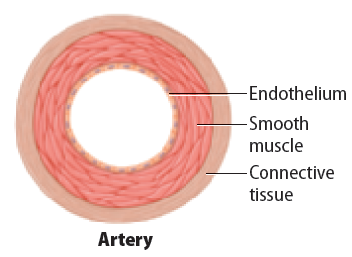 Endothelium
Smooth
muscle
Connective
tissue
Artery